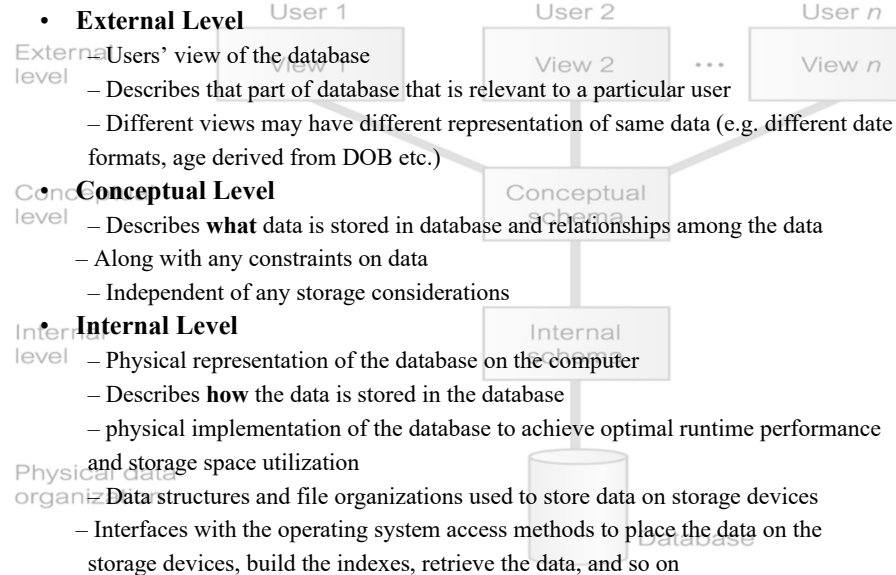 User 1 User 2 User n
• External Level
External level
– Users’ view of the database
View 1 View 2 ... View n
– Describes that part of database that is relevant to a particular user
– Different views may have different representation of same data (e.g. different date
formats, age derived from DOB etc.)
• Conceptual Level
Conceptual level
Conceptual schema
– Describes what data is stored in database and relationships among the data
– Along with any constraints on data
– Independent of any storage considerations
• Internal Level
Internal level
Internal schema
– Physical representation of the database on the computer
– Describes how the data is stored in the database
– physical implementation of the database to achieve optimal runtime performance
and storage space utilization
Physical data organization
– Data structures and file organizations used to store data on storage devices
– Interfaces with the operating system access methods to place the data on the
Database
storage devices, build the indexes, retrieve the data, and so on